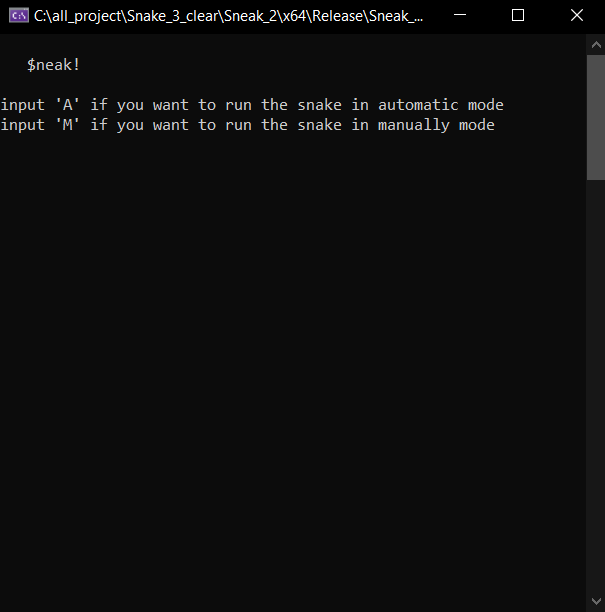 C:\all_project\Snake_3_clear\Sneak_2\x64\Release\Sneak_...
$neak!
input 'A' if you want to run the snake in automatic mode
input 'M' if you want to run the snake in manually mode